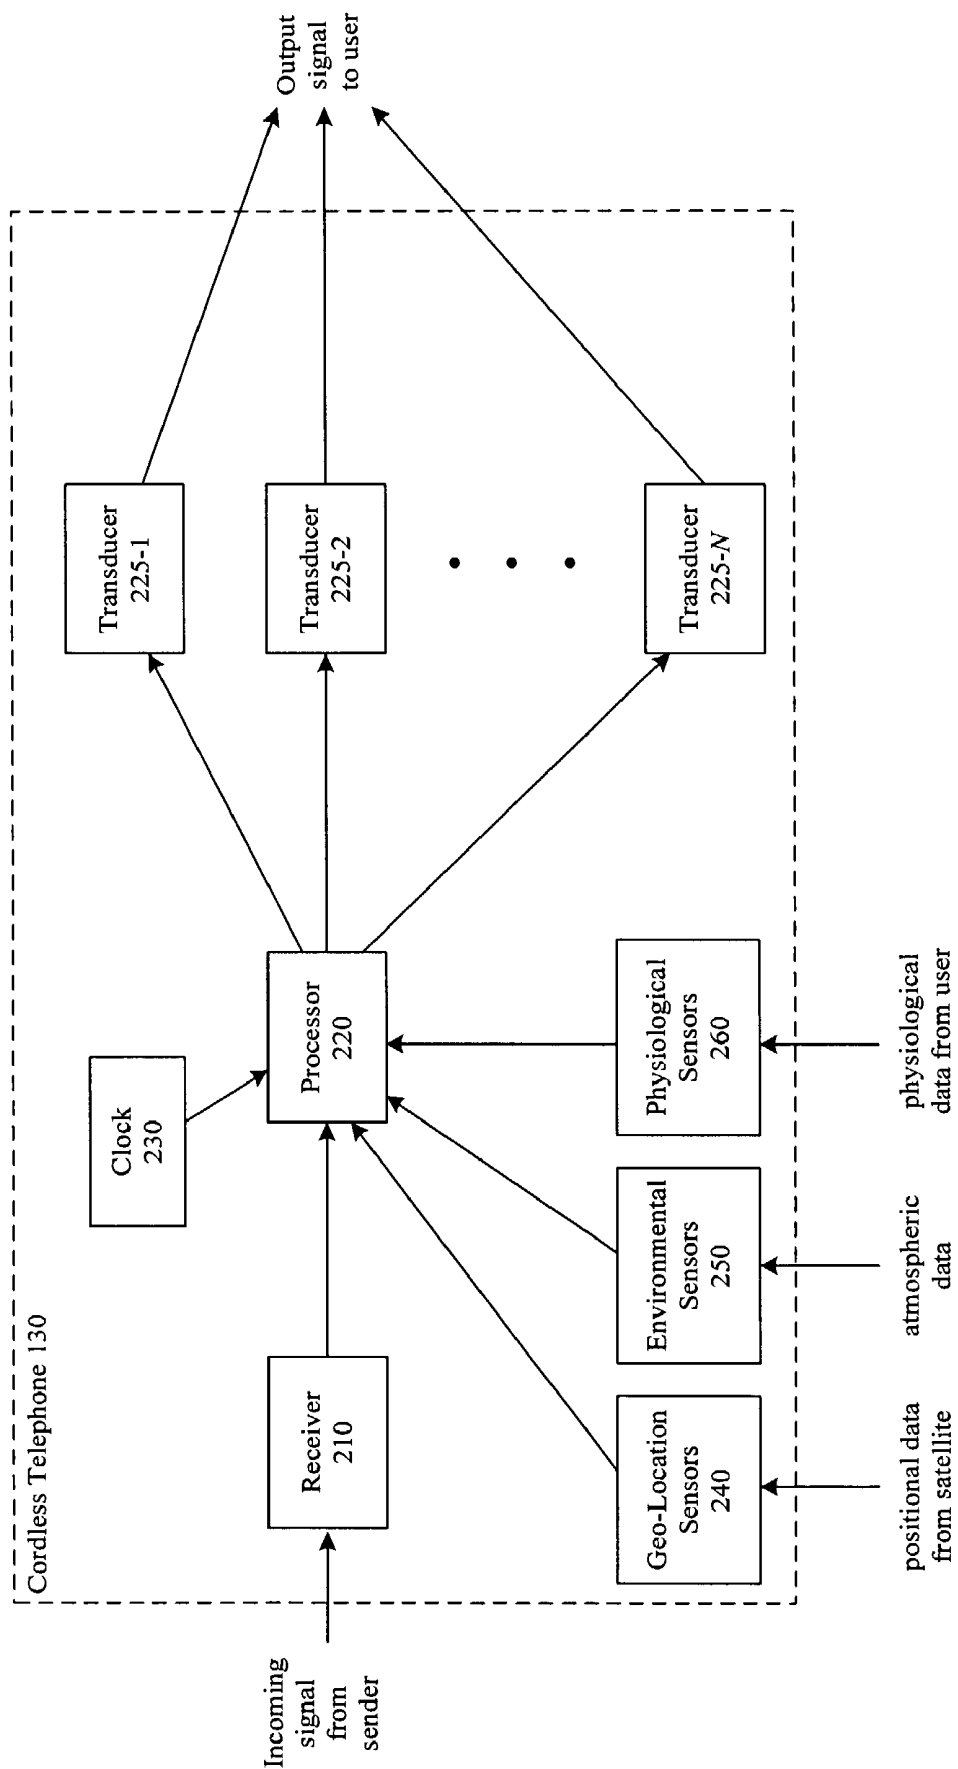 Cordless Telephone 130
Incoming
signal
from
sender
Receiver
210
Clock
230
Processor
220
Transducer
225-1
Transducer
225-2
Transducer
225-N
Output
signal
to user
Geo-Location
Sensors
240
Environmental
Sensors
250
Physiological
Sensors
260
positional data
from satellite
atmospheric
data
physiological
data from user